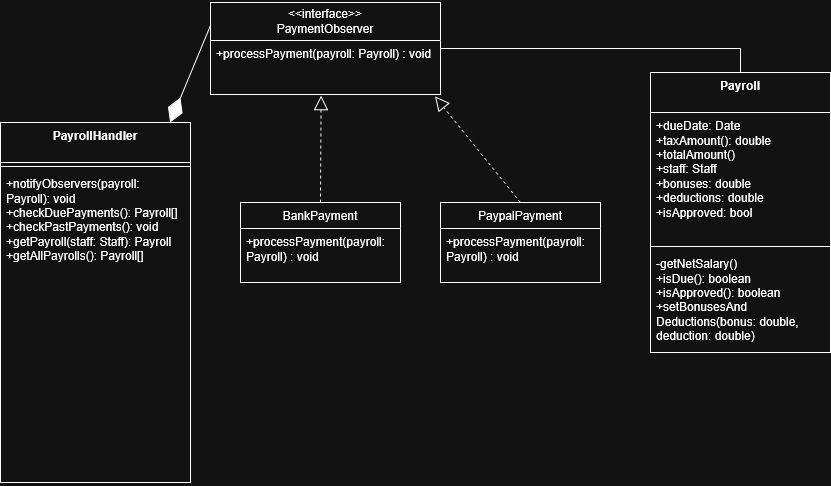 <<interface>>
PaymentObserver
+processPayment(payroll: Payroll) : void
PayrollHandler
+notifyObservers(payroll:
Payroll): void
+checkDuePayments(): Payroll[]
+checkPastPayments(): void
+getPayroll(staff: Staff): Payroll
+getAllPayrolls(): Payroll[]
BankPayment
+processPayment(payroll:
Payroll) : void
PaypalPayment
+processPayment(payroll:
Payroll) : void
Payroll
+dueDate: Date
+taxAmount(): double
+totalAmount()
+staff: Staff
+bonuses: double
+deductions: double
+isApproved: bool
-getNetSalary()
+isDue(): boolean
+isApproved(): boolean
+setBonusesAnd
Deductions(bonus: double,
deduction: double)